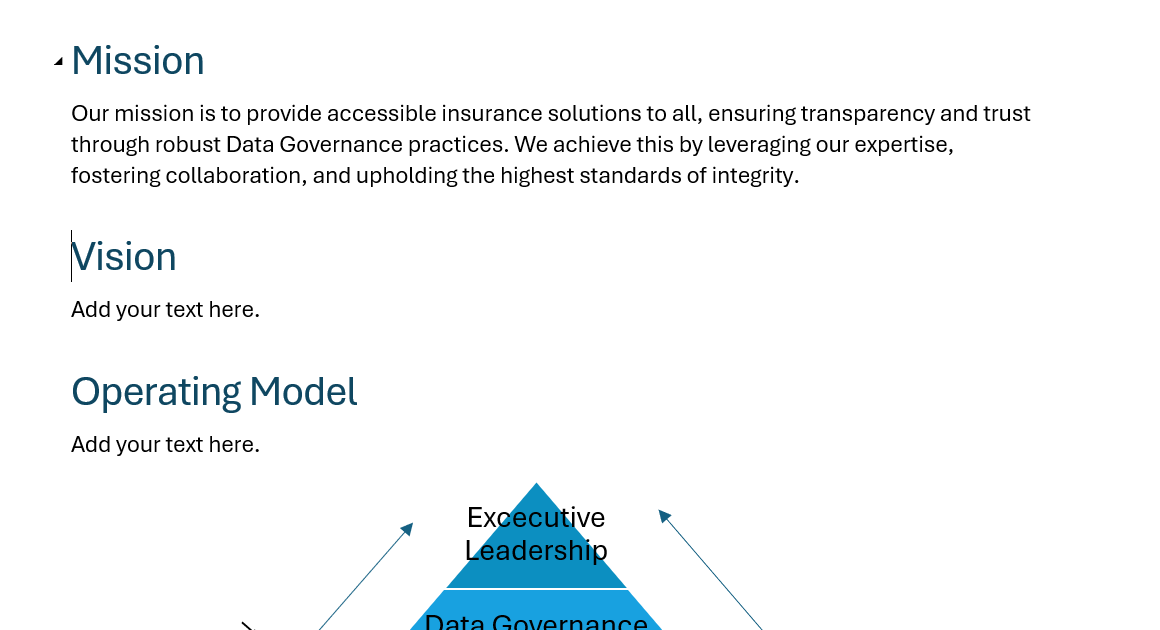 Mission
Our mission is to provide accessible insurance solutions to all, ensuring transparency and trust
through robust Data Governance practices. We achieve this by leveraging our expertise,
fostering collaboration, and upholding the highest standards of integrity.
Vision
Add your text here.
Operating Model
Add your text here.
Excecutive
Leadership
Data Governance